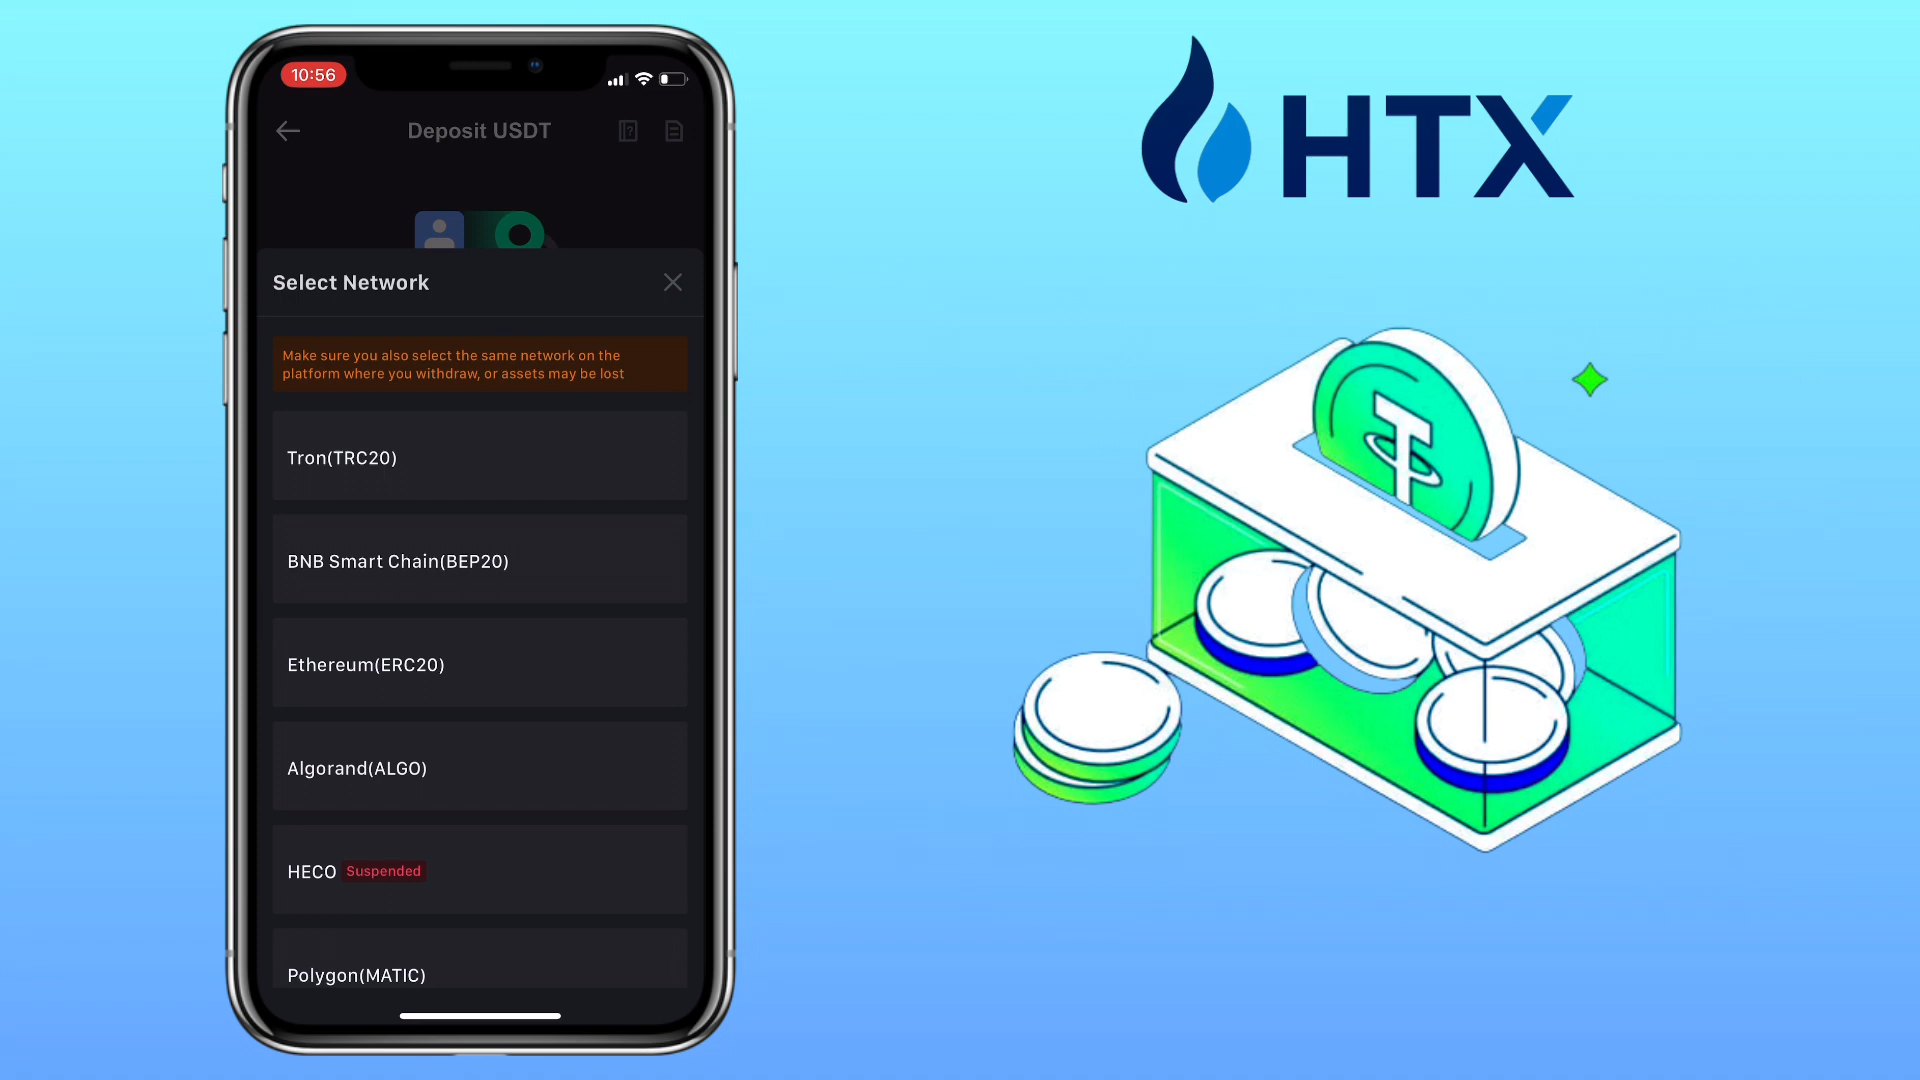 10:56
Deposit USDT
Select Network
Make sure you also select the same network on the
platform where you withdraw, or assets may be lost
Tron(TRC20)
BNB Smart Chain(BEP20)
Ethereum(ERC20)
Algorand(ALGO)
HECO Suspended
Polygon(MATIC)
HTX